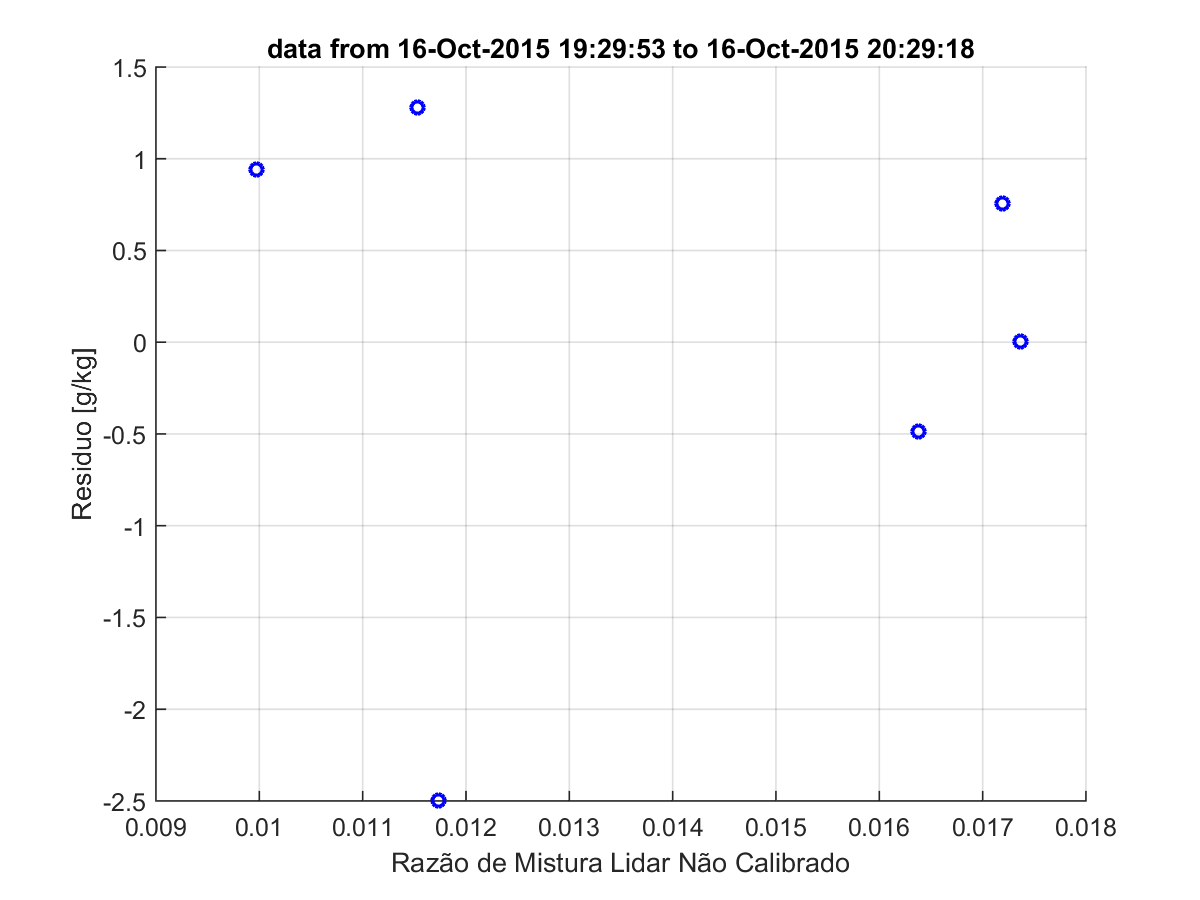 data from 16-Oct-2015 19:29:53 to 16-Oct-2015 20:29:18
1.5
1
0.5
0
-0.5
-1
-1.5
-2
-2.5
Residuo [g/kg]
0.009 0.01 0.011 0.012 0.013 0.014 0.015 0.016 0.017 0.018
Razão de Mistura Lidar Não Calibrado